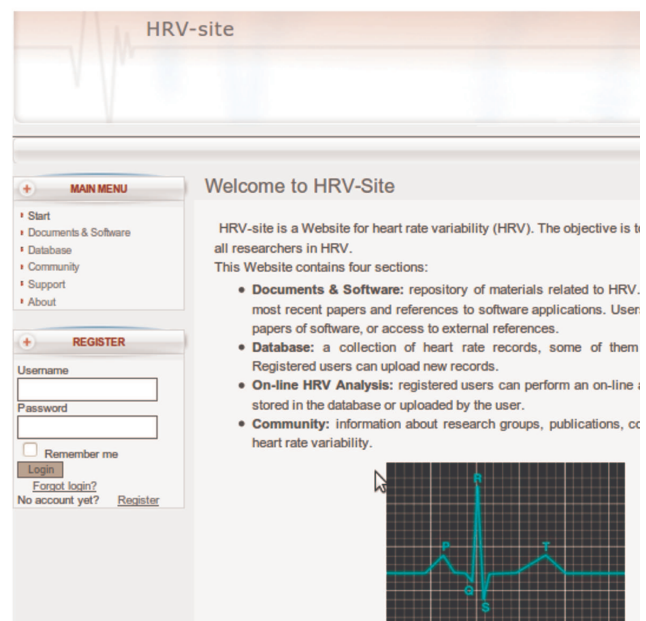 HRV-site
MAIN MENU
Start
Documents & Software
Database
Community
Support
About
REGISTER
Username
Password
Remember me
Login
Forgot login?
No account yet? Register
Welcome to HRV-Site
HRV-site is a Website for heart rate variability (HRV). The objective is
all researchers in HRV.
This Website contains four sections:
• Documents & Software: repository of materials related to HRV.
most recent papers and references to software applications. Users
papers of software, or access to external references.
• Database: a collection of heart rate records, some of them
Registered users can upload new records.
• On-line HRV Analysis: registered users can perform an on-line
stored in the database or uploaded by the user.
• Community: information about research groups, publications,
heart rate variability.
R
P
T
Q
S